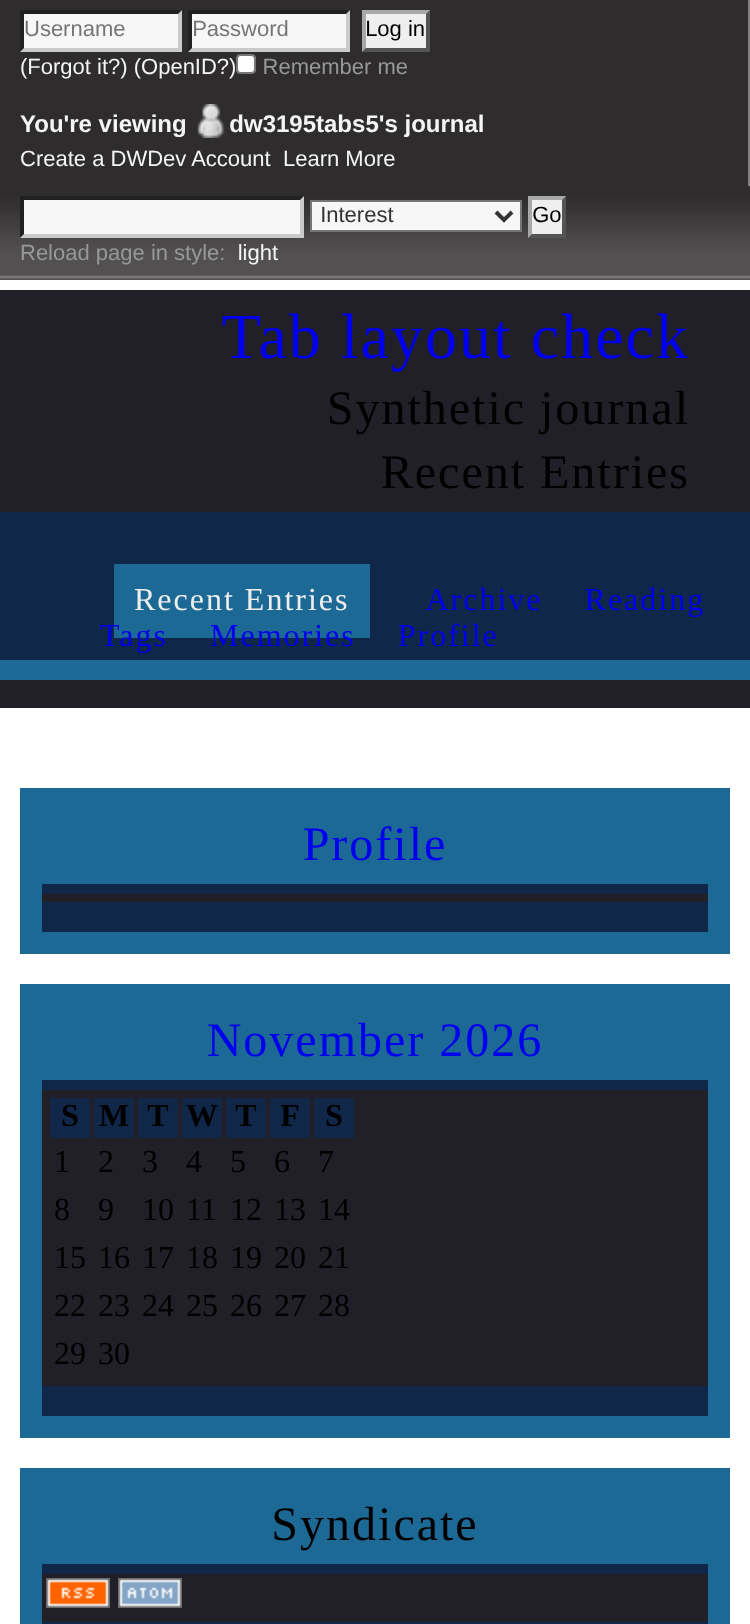 Username Password Log in
(Forgot it?) (OpenID?) Remember me
You're viewing dw3195tabs5's journal
Create a DWDev Account Learn More
Interest Go
Reload page in style: light
Tab layout check
Synthetic journal
Recent Entries
Recent Entries Archive Reading
Tags Memories Profile
Profile
November 2026
S M T W T F S
1 2 3 4 5 6 7
8 9 10 11 12 13 14
15 16 17 18 19 20 21
22 23 24 25 26 27 28
29 30
Syndicate
RSS ATOM